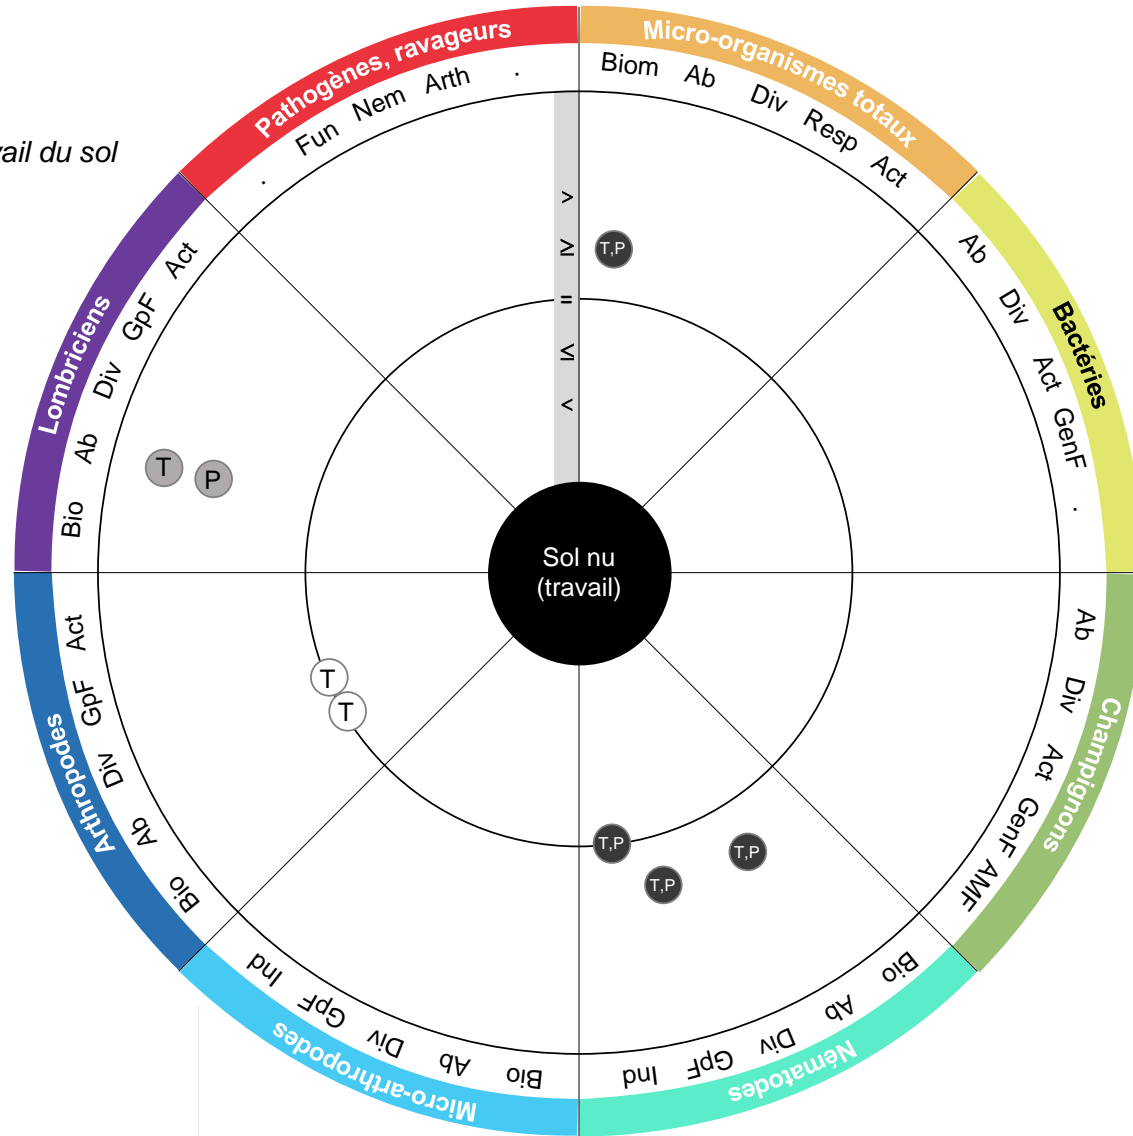 vail du sol
Pathogènes, ravageurs
.
Fun
Nem
Arth
.
Micro-organismes totaux
Biom
Ab
Div
Resp
Act
Bactéries
Ab
Div
Act
GenF
.
Champignons
Ab
Div
Act
GenF
AMF
Nématodes
Bio
Ab
Div
GpF
Ind
Micro-arthropodes
Bio
Ab
Div
GpF
Ind
Arthropodes
Bio
Ab
Div
GpF
Act
Lombriciens
Bio
Ab
Div
GpF
Act
>
≥
=
≤
<
T,P
T
P
Sol nu
(travail)
T
T
T,P
T,P
T,P